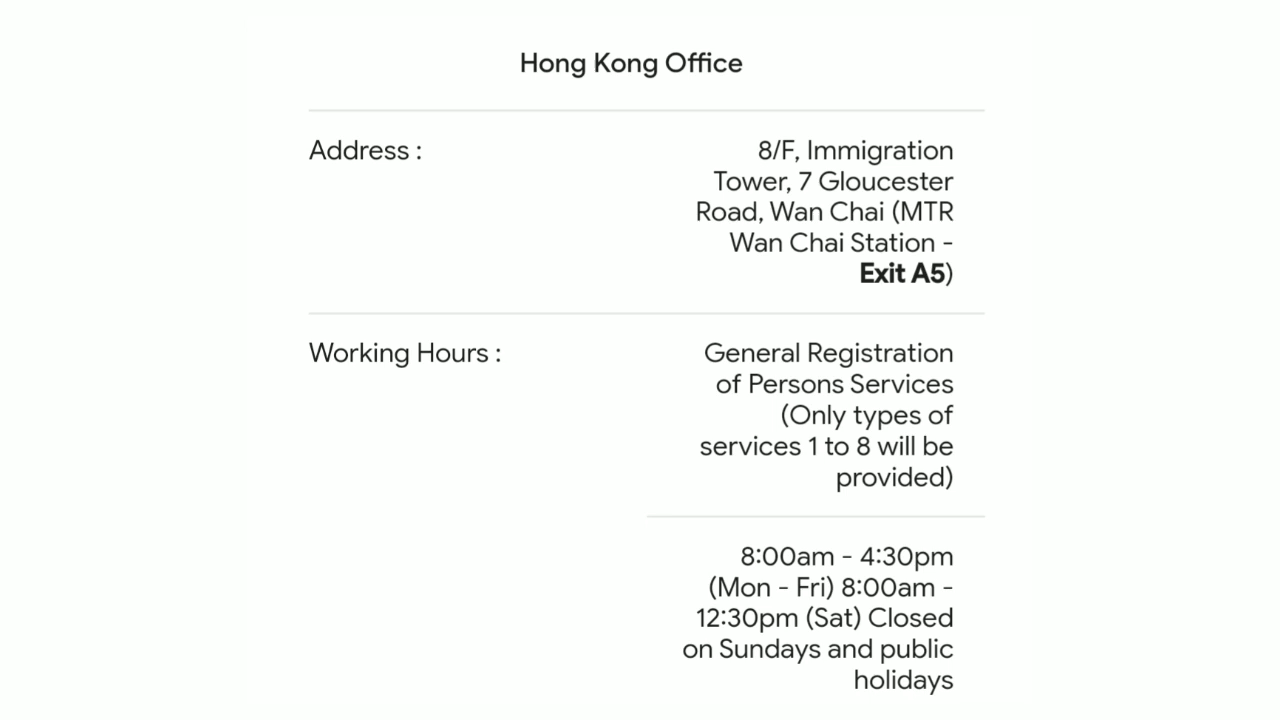 Hong Kong Office
Address :
8/F, Immigration
Tower, 7 Gloucester
Road, Wan Chai (MTR
Wan Chai Station -
Exit A5)
Working Hours :
General Registration
of Persons Services
(Only types of
services 1 to 8 will be
provided)
8:00am - 4:30pm
(Mon - Fri) 8:00am -
12:30pm (Sat) Closed
on Sundays and public
holidays